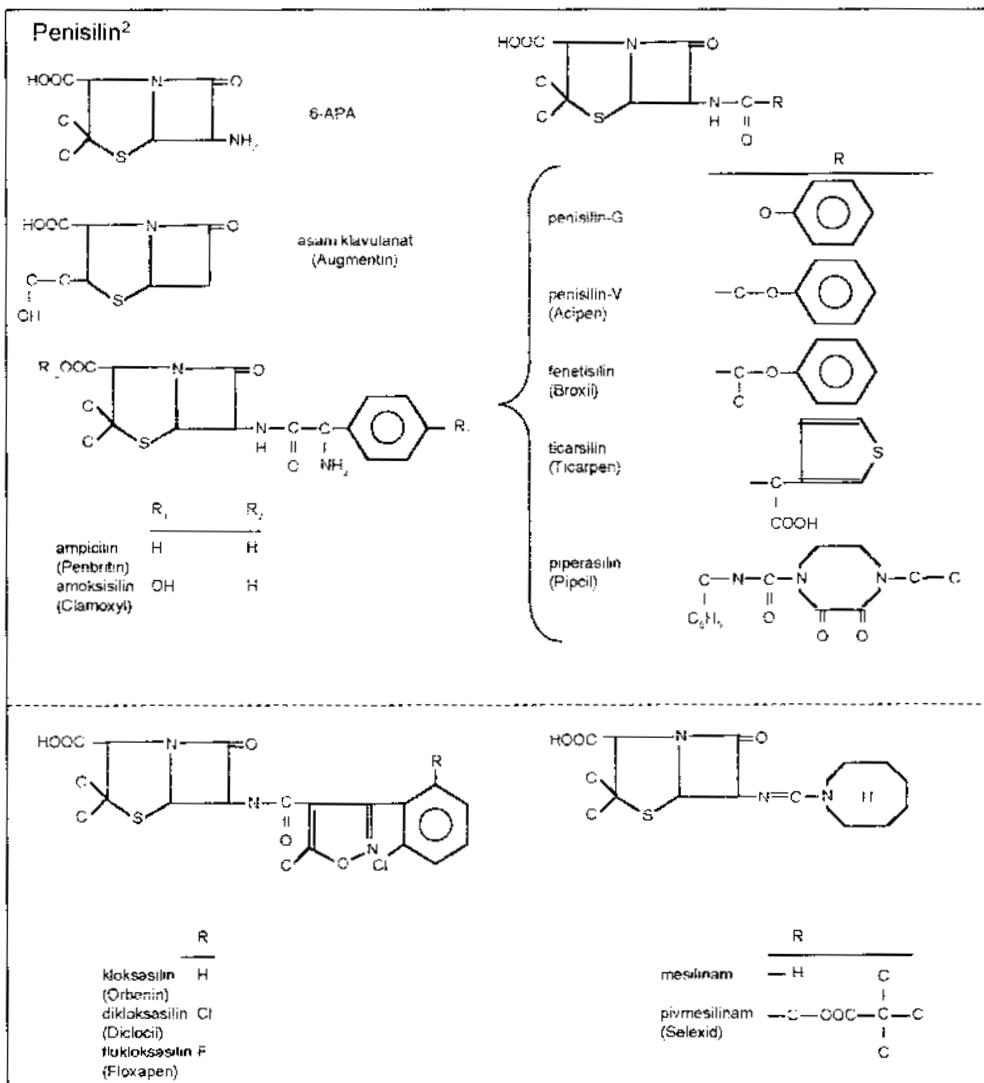 Penisilin²
HOOC N O
C
C S NH₂
6-APA
HOOC N O
C
C S N–C–R
H O
HOOC N O
C–C S
OH
asam klavulanat
(Augmentin)
R₂OOC N O
C
C S N–C–C R₁
H O NH₂
R₁ R₂
ampicilin H H
(Penbritin)
amoksisilin OH H
(Clamoxyl)
R
penisilin-G
penisilin-V
(Acipen)
–C–O–
fenetisilin
(Broxil)
–C–O–
C
ticarsilin
(Ticarpen)
S
–C
COOH
piperasilin
(Pipcil)
C–N–C–N N–C–C
C₆H₅ O O O
HOOC N O
C
C S N–C
O
R
C O N Cl
R
kloksasilin H
(Orbenin)
dikloksasilin Cl
(Diclocil)
flukloksasilin F
(Floxapen)
HOOC N O
C
C S N=C–N H
R
mesilinam –H
pivmesilinam –C–OOC–C–C
(Selexid)
C
C